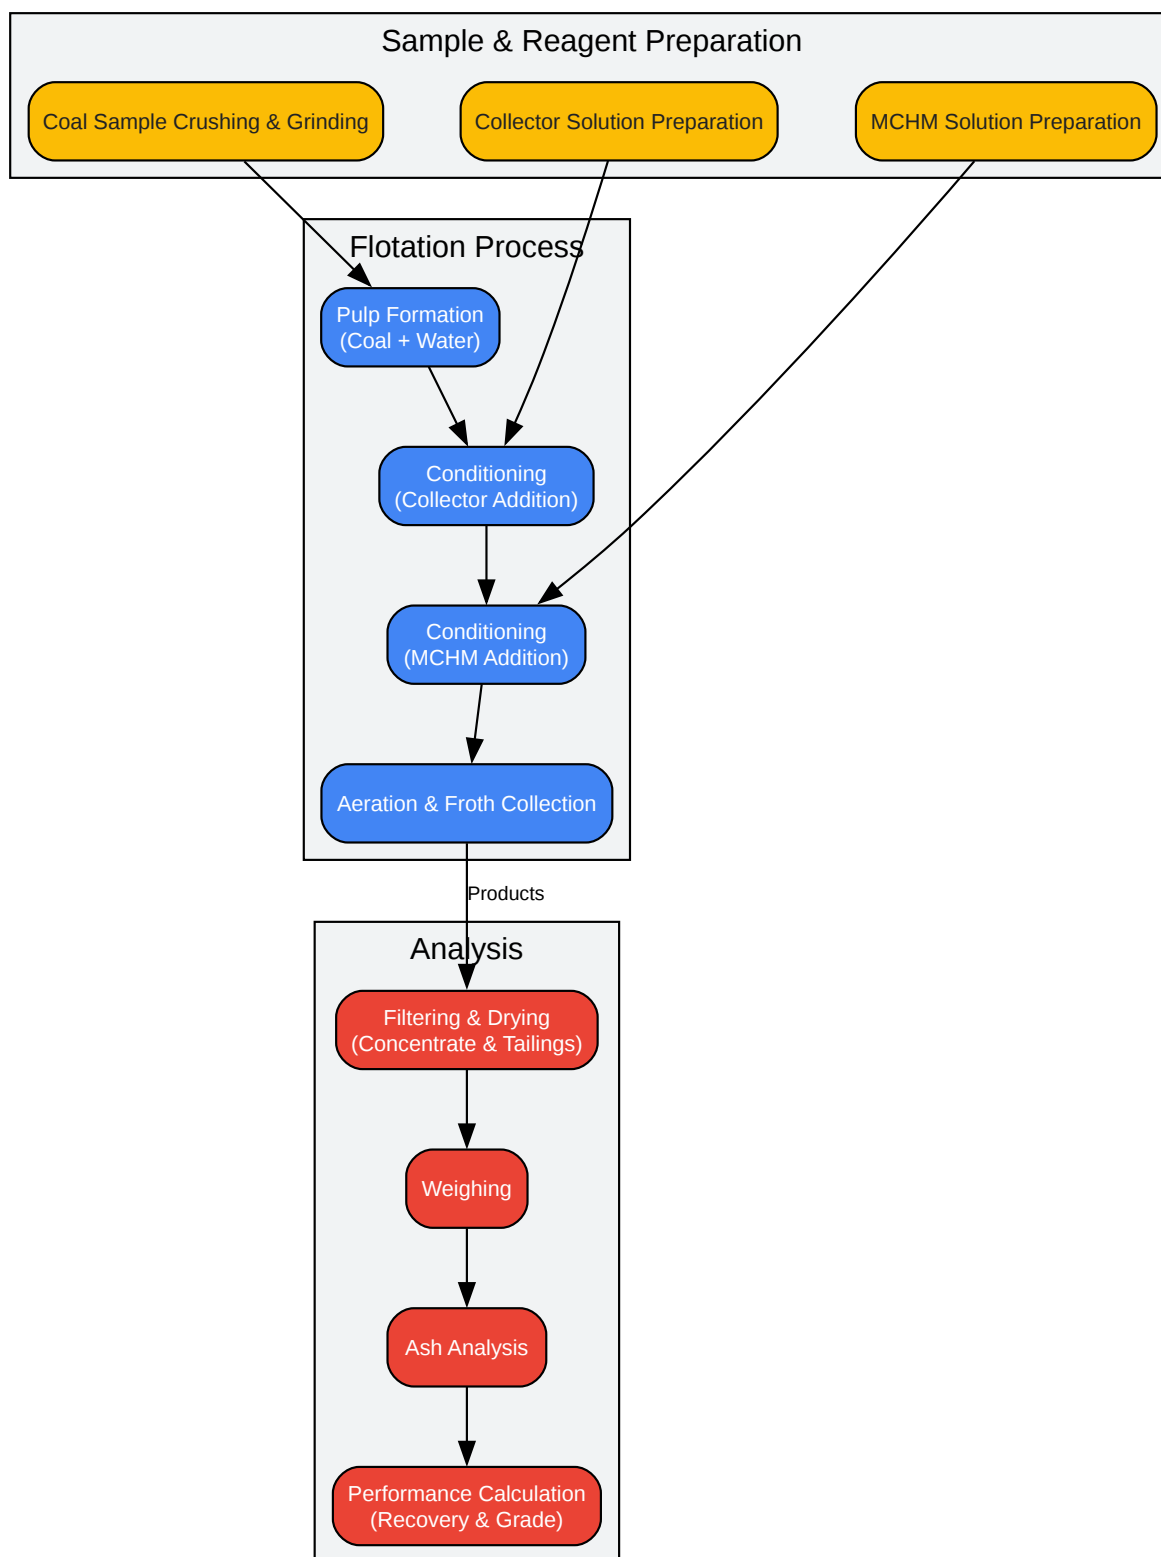 Sample & Reagent Preparation
Coal Sample Crushing & Grinding
Collector Solution Preparation
MCHM Solution Preparation
Flotation Process
Pulp Formation
(Coal + Water)
Conditioning
(Collector Addition)
Conditioning
(MCHM Addition)
Aeration & Froth Collection
Products
Analysis
Filtering & Drying
(Concentrate & Tailings)
Weighing
Ash Analysis
Performance Calculation
(Recovery & Grade)